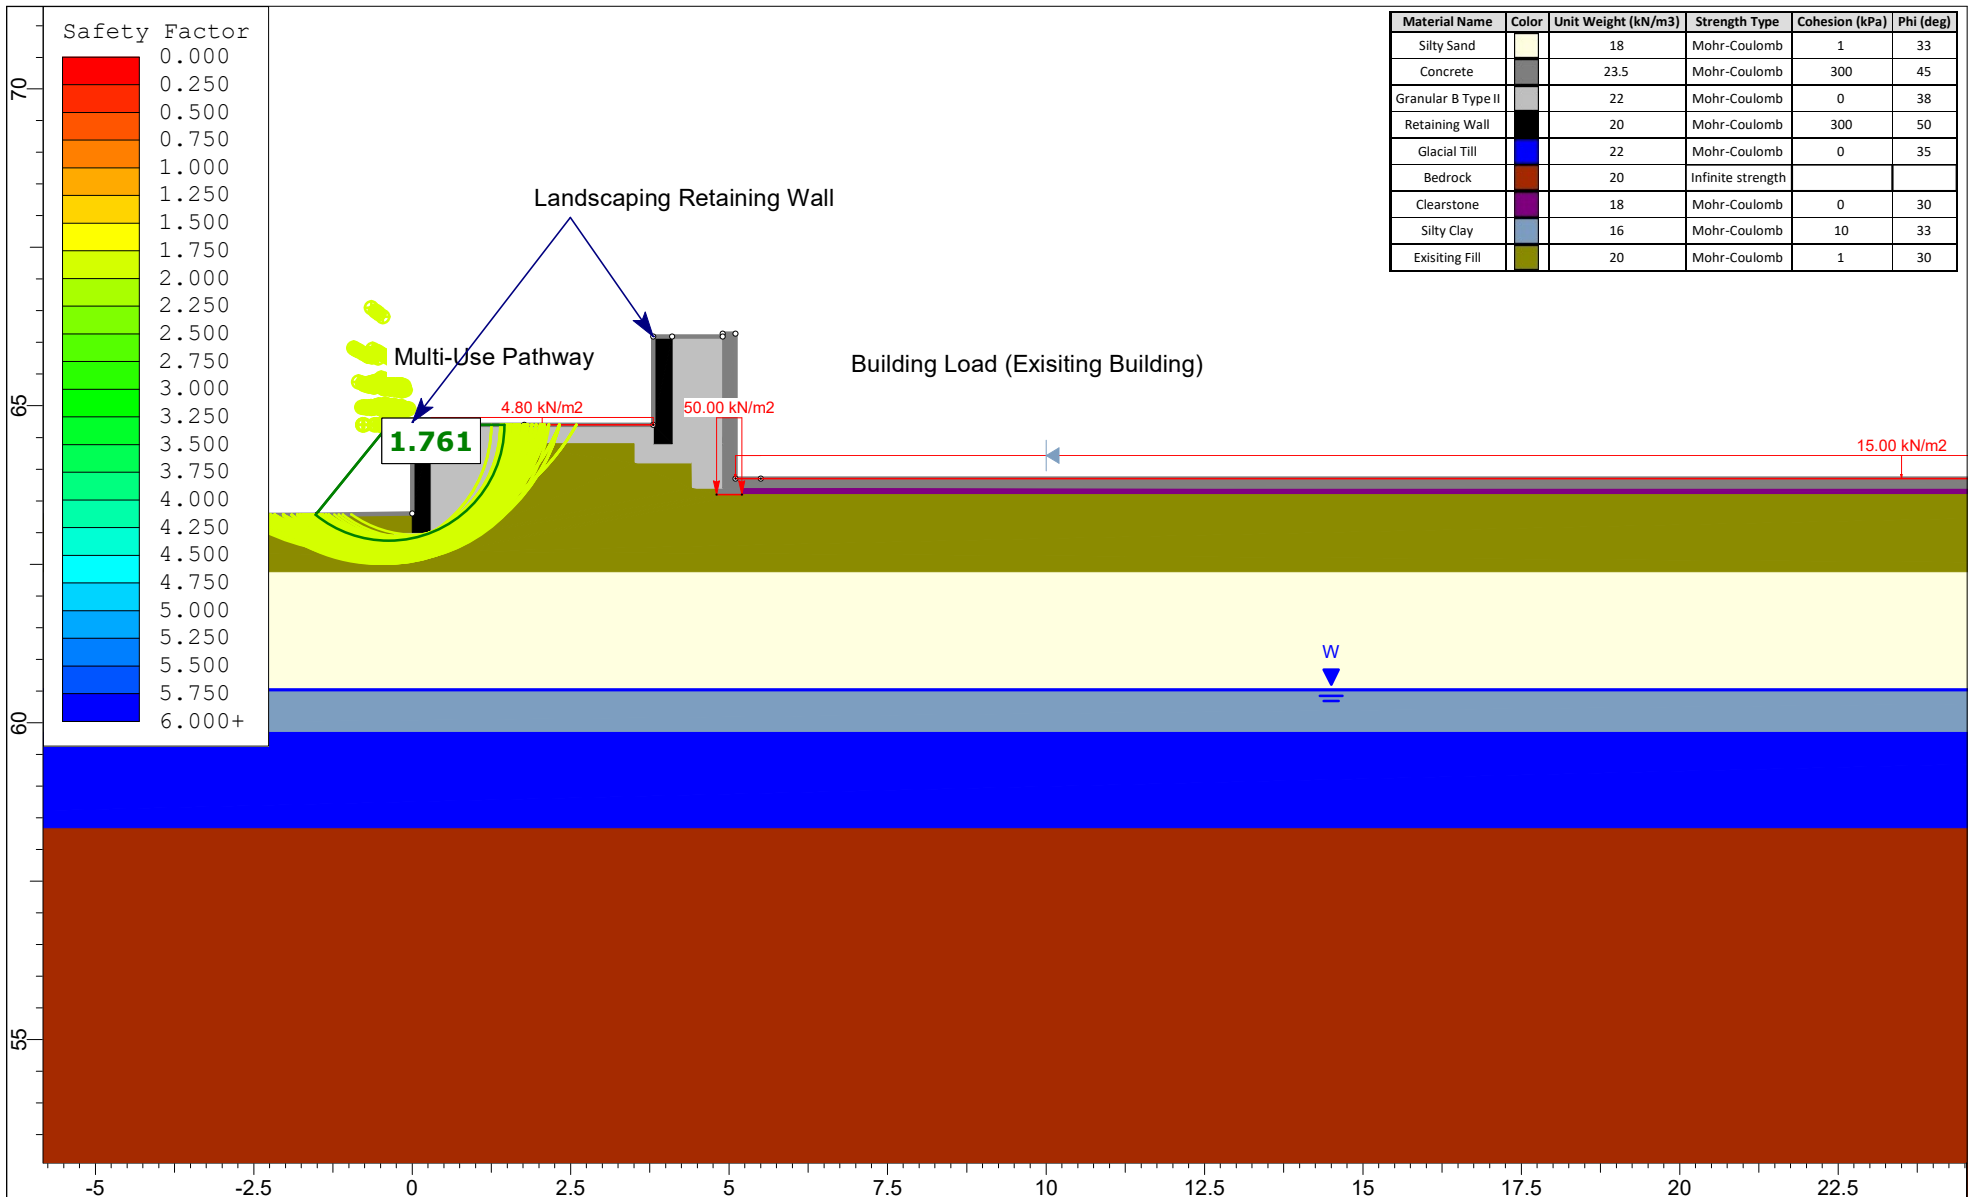 Safety Factor
0.000
0.250
0.500
0.750
1.000
1.250
1.500
1.750
2.000
2.250
2.500
2.750
3.000
3.250
3.500
3.750
4.000
4.250
4.500
4.750
5.000
5.250
5.500
5.750
6.000+
Material Name Color Unit Weight (kN/m3) Strength Type Cohesion (kPa) Phi (deg)
Silty Sand 18 Mohr-Coulomb 1 33
Concrete 23.5 Mohr-Coulomb 300 45
Granular B Type II 22 Mohr-Coulomb 0 38
Retaining Wall 20 Mohr-Coulomb 300 50
Glacial Till 22 Mohr-Coulomb 0 35
Bedrock 20 Infinite strength
Clearstone 18 Mohr-Coulomb 0 30
Silty Clay 16 Mohr-Coulomb 10 33
Exisiting Fill 20 Mohr-Coulomb 1 30
Landscaping Retaining Wall
Multi-Use Pathway
Building Load (Exisiting Building)
4.80 kN/m2
50.00 kN/m2
15.00 kN/m2
1.761
W
70
65
60
55
-5 -2.5 0 2.5 5 7.5 10 12.5 15 17.5 20 22.5